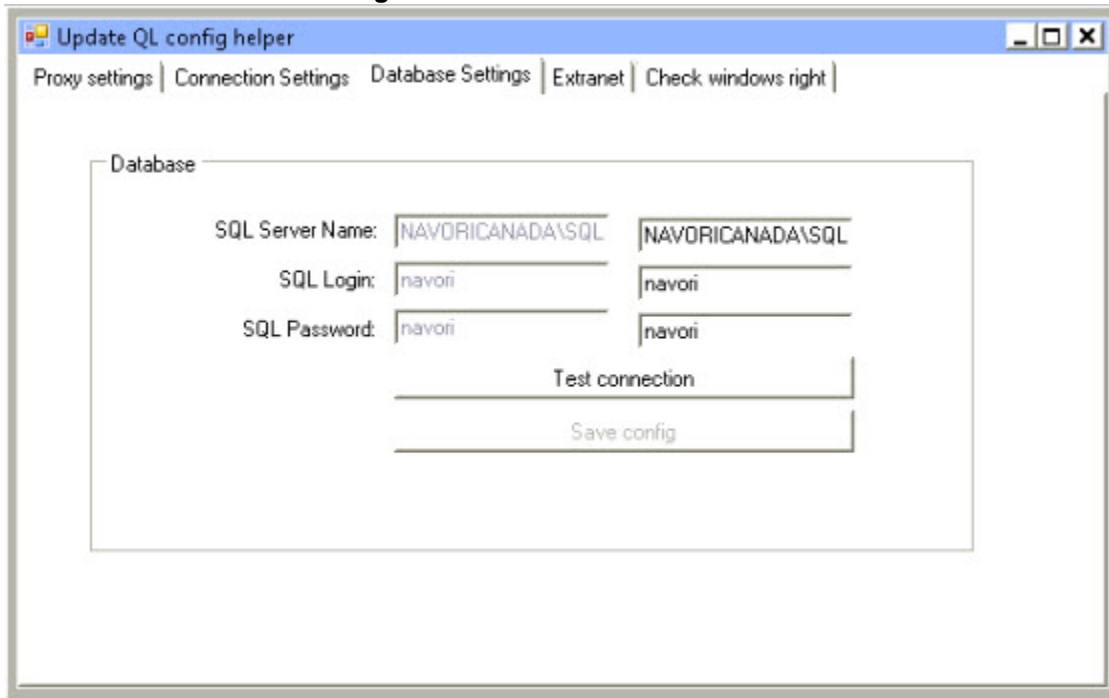 Update QL config helper
Proxy settings Connection Settings Database Settings Extranet Check windows right
Database
SQL Server Name: NAVORICANADA\SQL NAVORICANADA\SQL
SQL Login: navori navori
SQL Password: navori navori
Test connection
Save config